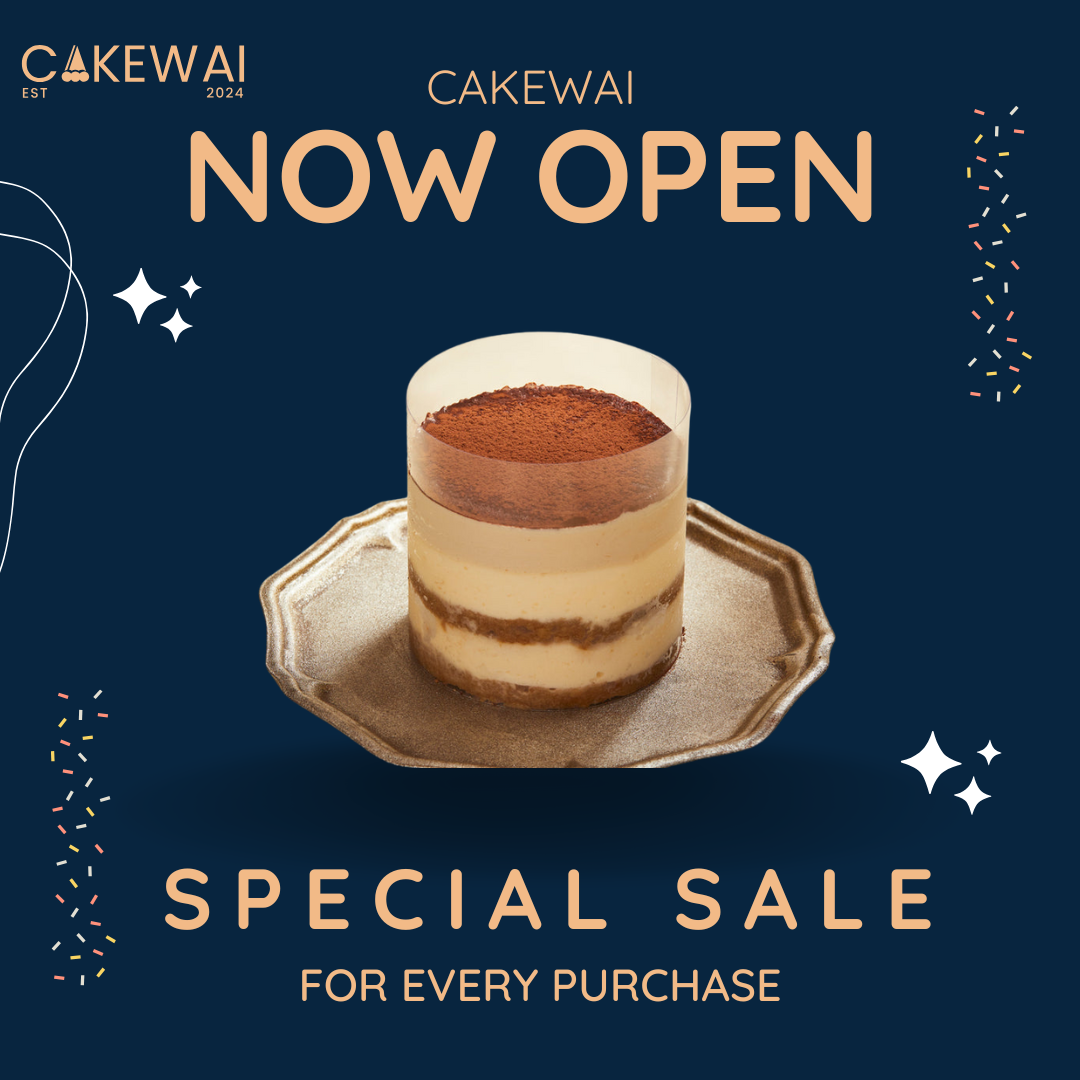 CAKEWAI
EST 2024
CAKEWAI
NOW OPEN
SPECIAL SALE
FOR EVERY PURCHASE